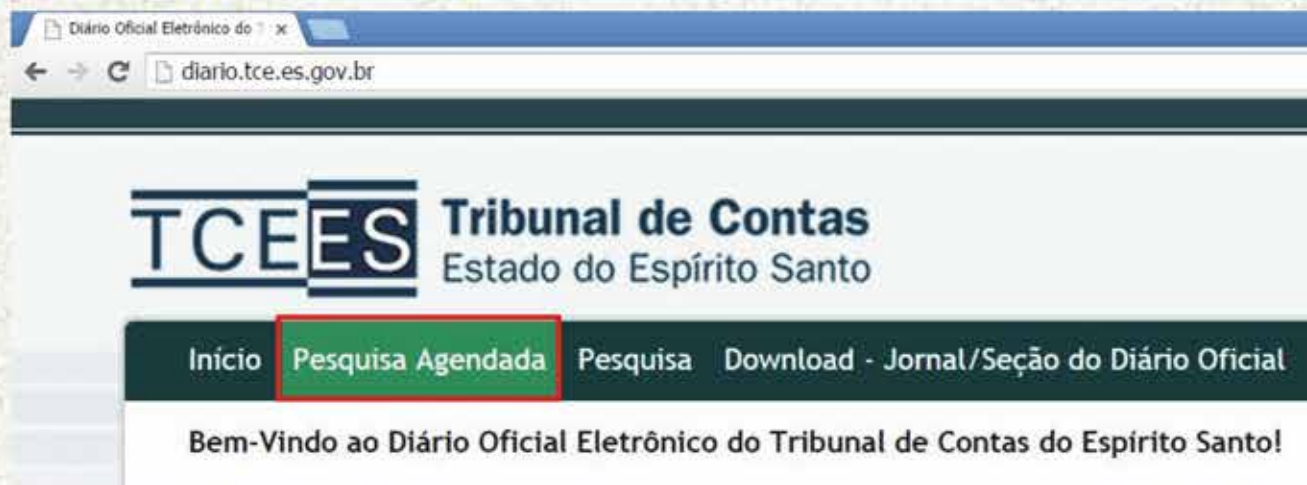 Diário Oficial Eletrônico do
diario.tce.es.gov.br
TCEES
Tribunal de Contas
Estado do Espírito Santo
Início Pesquisa Agendada Pesquisa Download - Jornal/Seção do Diário Oficial
Bem-Vindo ao Diário Oficial Eletrônico do Tribunal de Contas do Espírito Santo!